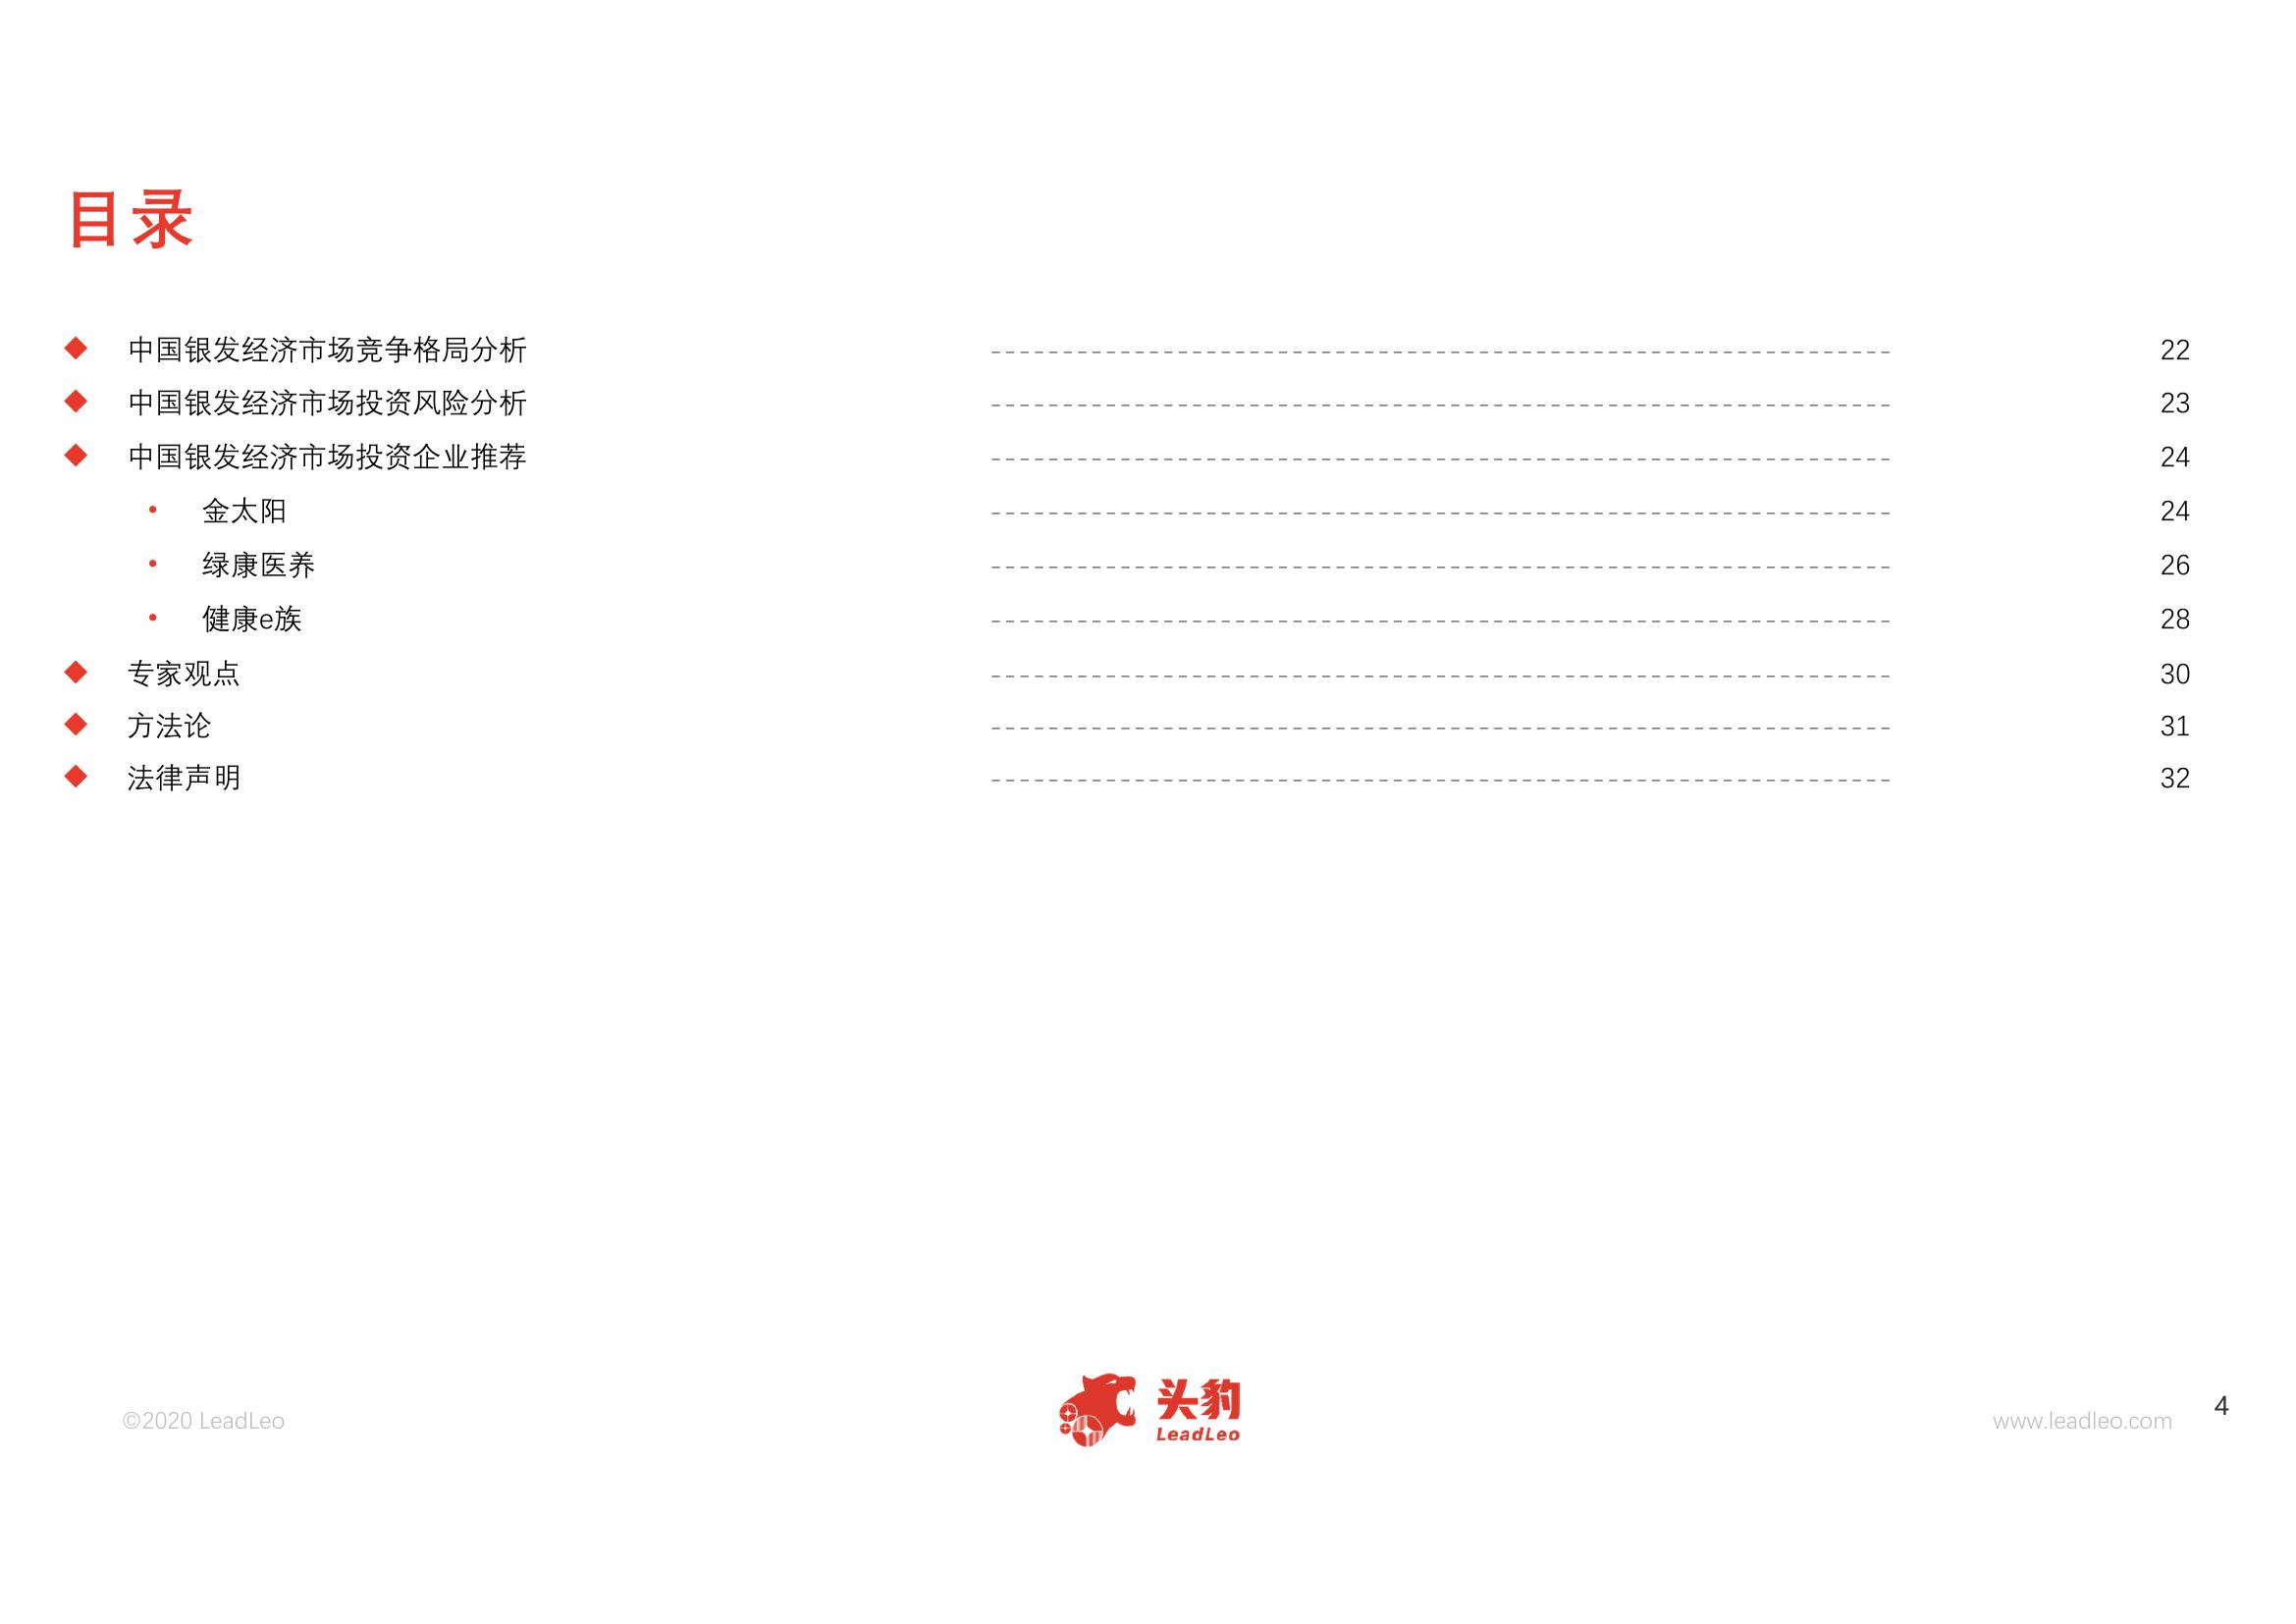 目录
中国银发经济市场竞争格局分析 22
中国银发经济市场投资风险分析 23
中国银发经济市场投资企业推荐 24
金太阳 24
绿康医养 26
健康e族 28
专家观点 30
方法论 31
法律声明 32
©2020 LeadLeo
头豹
LeadLeo
www.leadleo.com
4